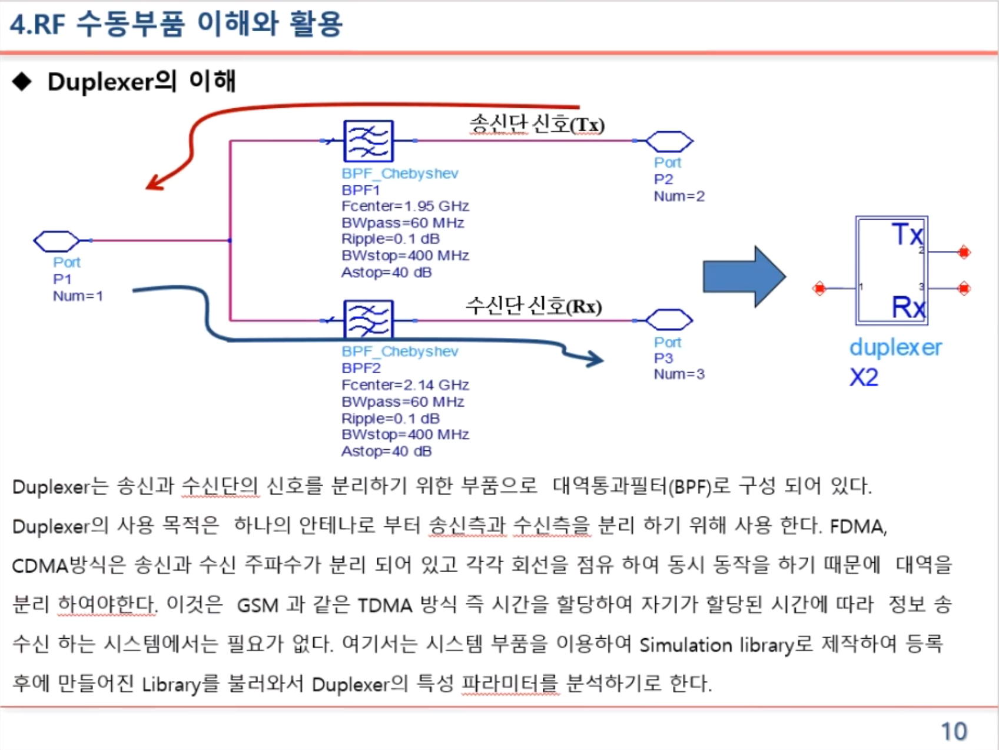 4.RF 수동부품 이해와 활용
◆ Duplexer의 이해
송신단 신호(Tx)
BPF_Chebyshev
BPF1
Fcenter=1.95 GHz
BWpass=60 MHz
Ripple=0.1 dB
BWstop=400 MHz
Astop=40 dB
Port
P2
Num=2
Port
P1
Num=1
수신단 신호(Rx)
BPF_Chebyshev
BPF2
Fcenter=2.14 GHz
BWpass=60 MHz
Ripple=0.1 dB
BWstop=400 MHz
Astop=40 dB
Port
P3
Num=3
Tx
2
1
3
Rx
duplexer
X2
Duplexer는 송신과 수신단의 신호를 분리하기 위한 부품으로 대역통과필터(BPF)로 구성 되어 있다.
Duplexer의 사용 목적은 하나의 안테나로 부터 송신측과 수신측을 분리 하기 위해 사용 한다. FDMA,
CDMA방식은 송신과 수신 주파수가 분리 되어 있고 각각 회선을 점유 하여 동시 동작을 하기 때문에 대역을
분리 하여야한다. 이것은 GSM 과 같은 TDMA 방식 즉 시간을 할당하여 자기가 할당된 시간에 따라 정보 송
수신 하는 시스템에서는 필요가 없다. 여기서는 시스템 부품을 이용하여 Simulation library로 제작하여 등록
후에 만들어진 Library를 불러와서 Duplexer의 특성 파라미터를 분석하기로 한다.
10